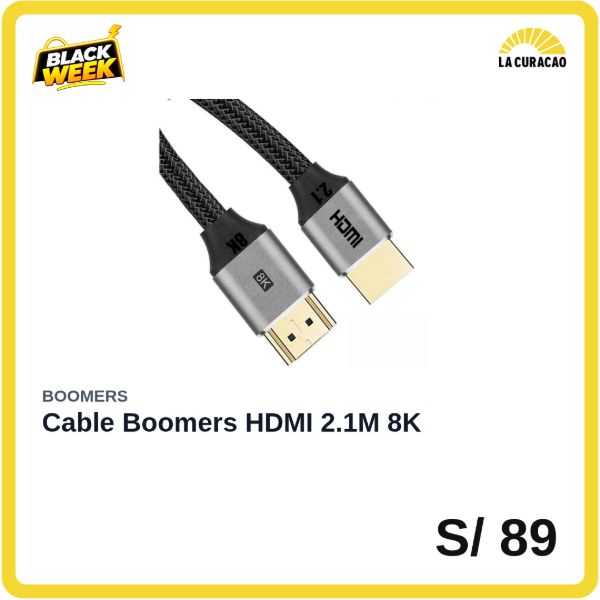 BLACK
WEEK
LA CURACAO
2.1
HDMI
8K
8K
BOOMERS
Cable Boomers HDMI 2.1M 8K
S/ 89